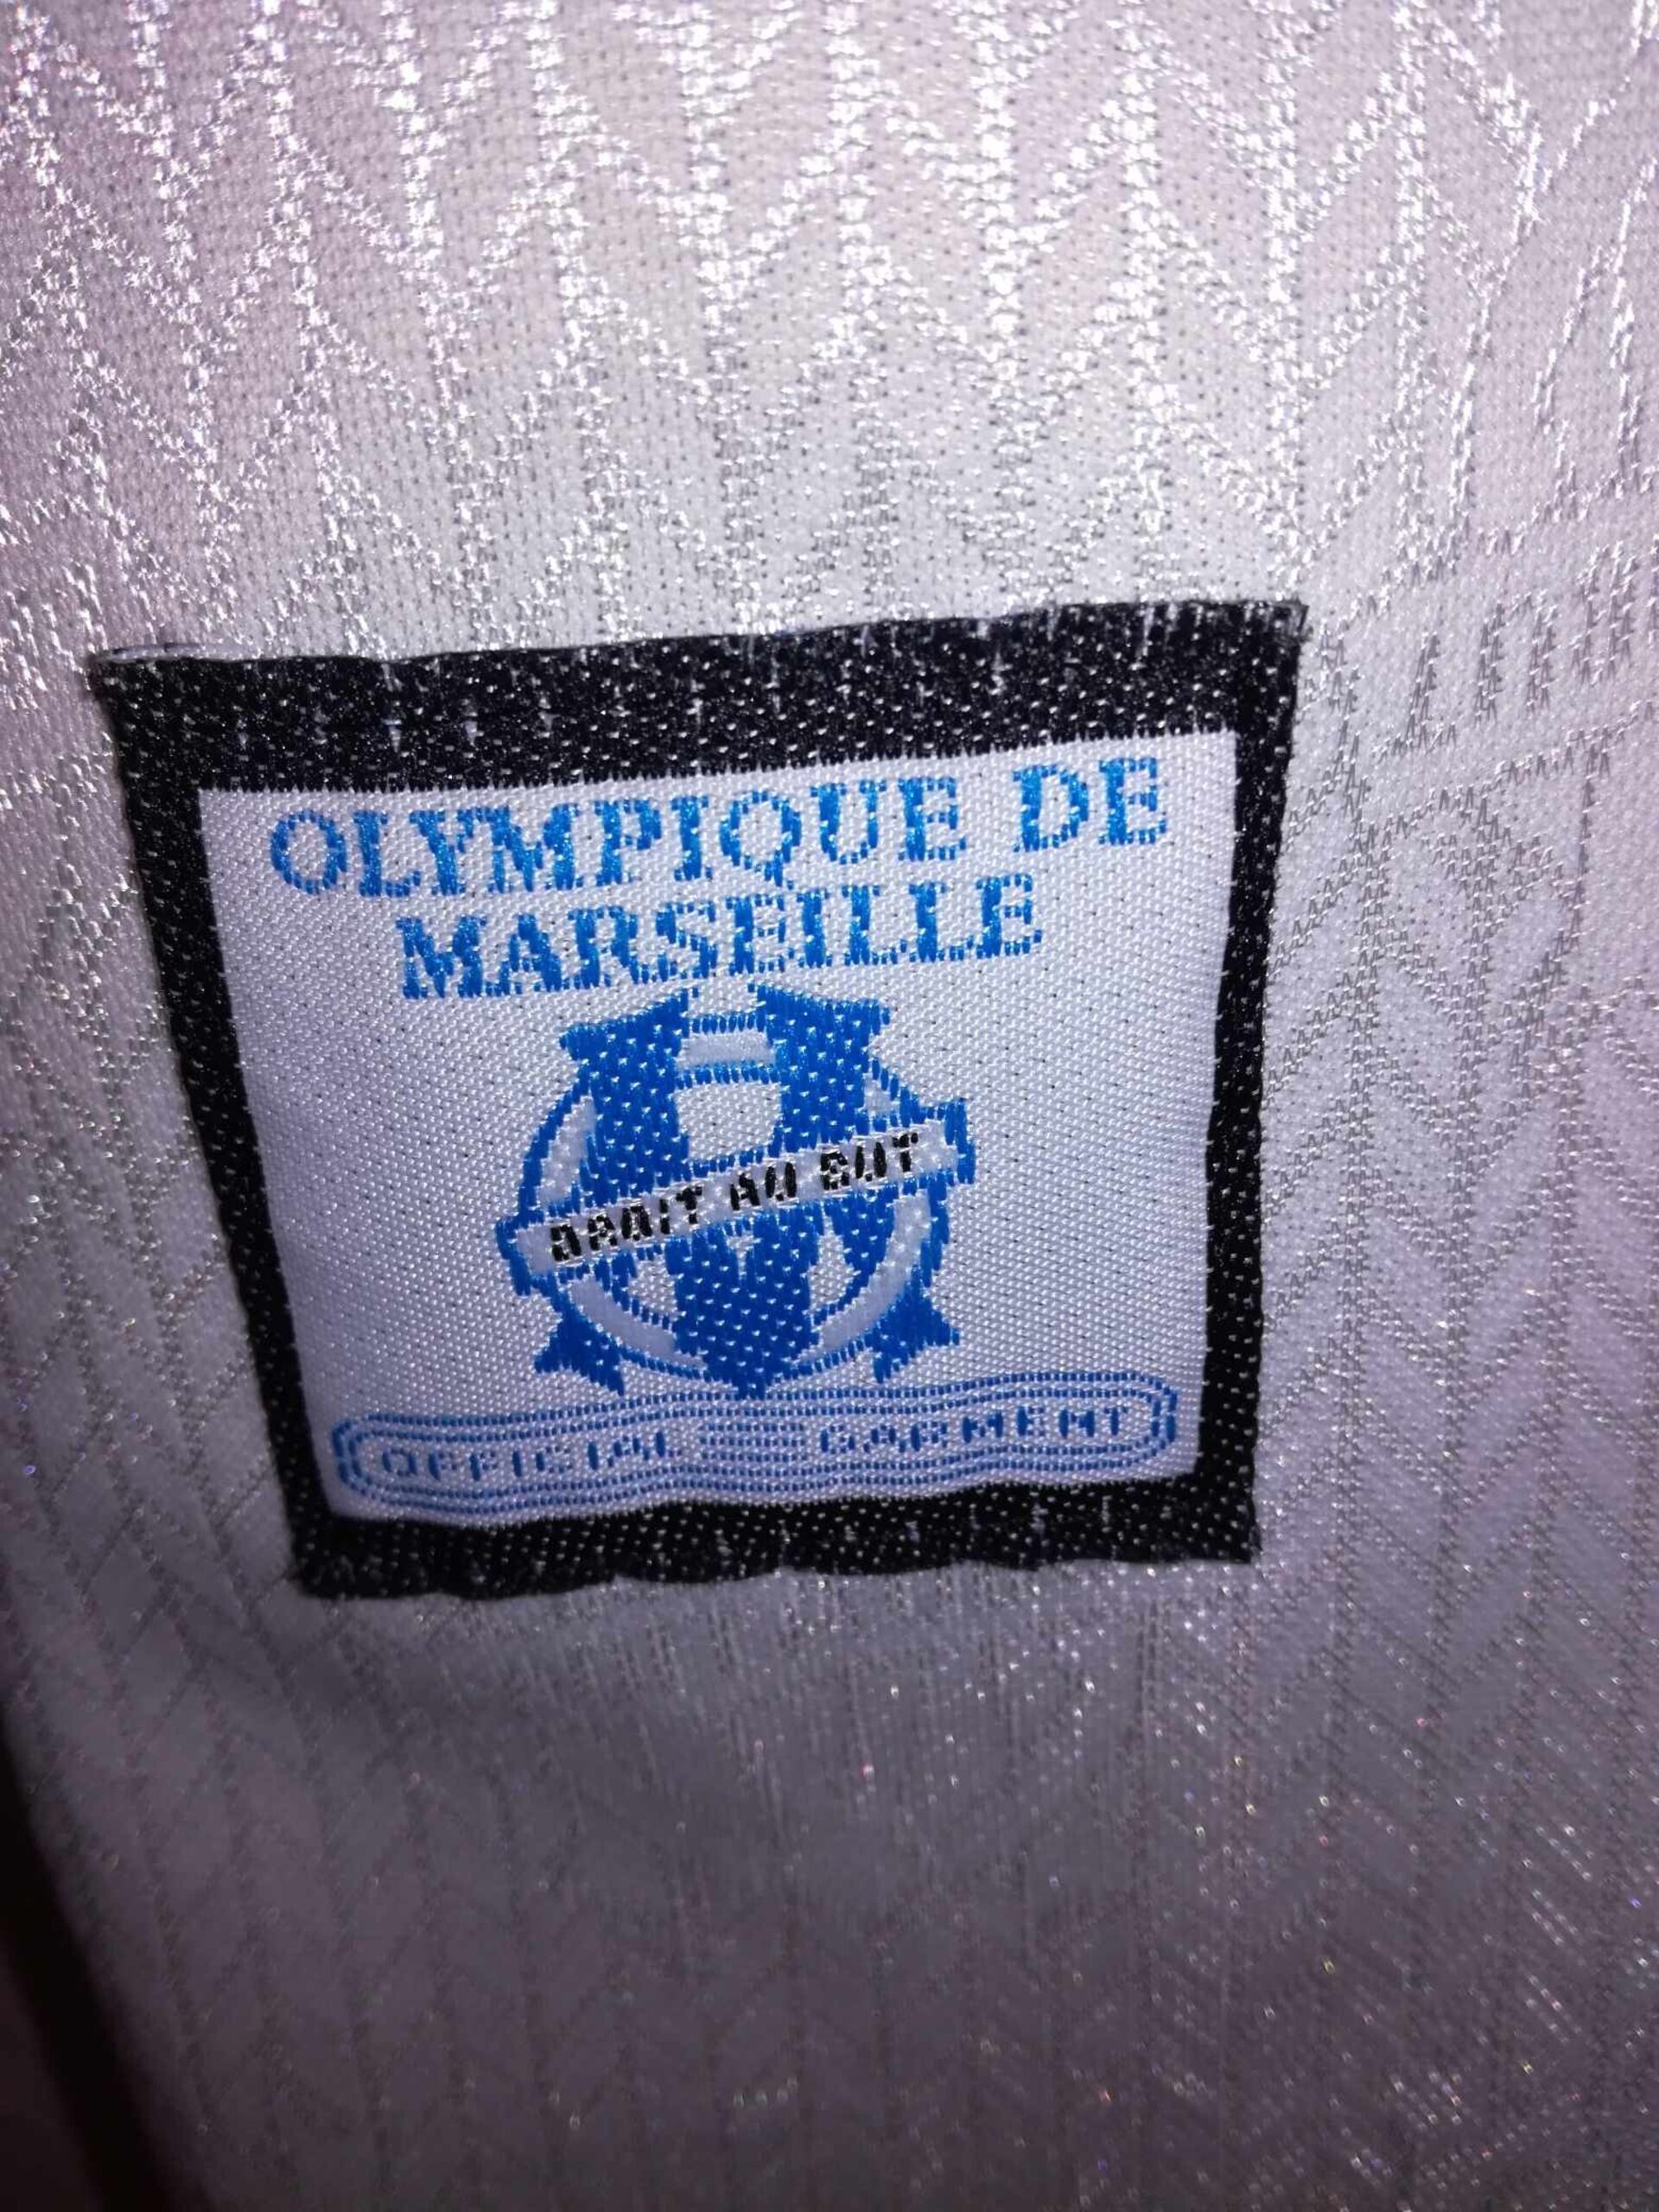 OLYMPIQUE DE
MARSEILLE
DROIT AU BUT
OFFICIAL GARMENT